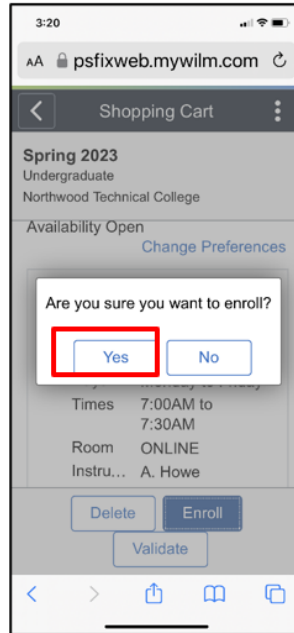 3:20
AA psfixweb.mywilm.com
Shopping Cart
Spring 2023
Undergraduate
Northwood Technical College
Availability Open
Change Preferences
Are you sure you want to enroll?
Yes No
Monday to Friday
Times 7:00AM to
7:30AM
Room ONLINE
Instru... A. Howe
Delete Enroll
Validate